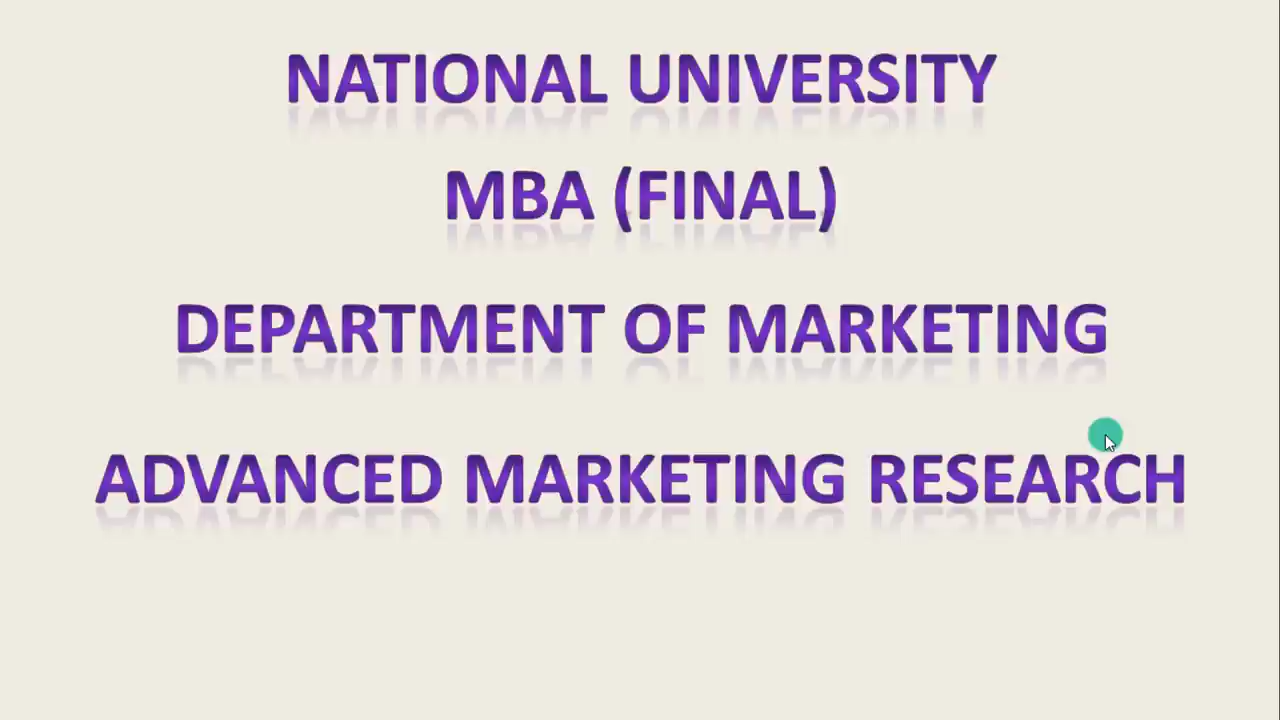 NATIONAL UNIVERSITY
MBA (FINAL)
DEPARTMENT OF MARKETING
ADVANCED MARKETING RESEARCH